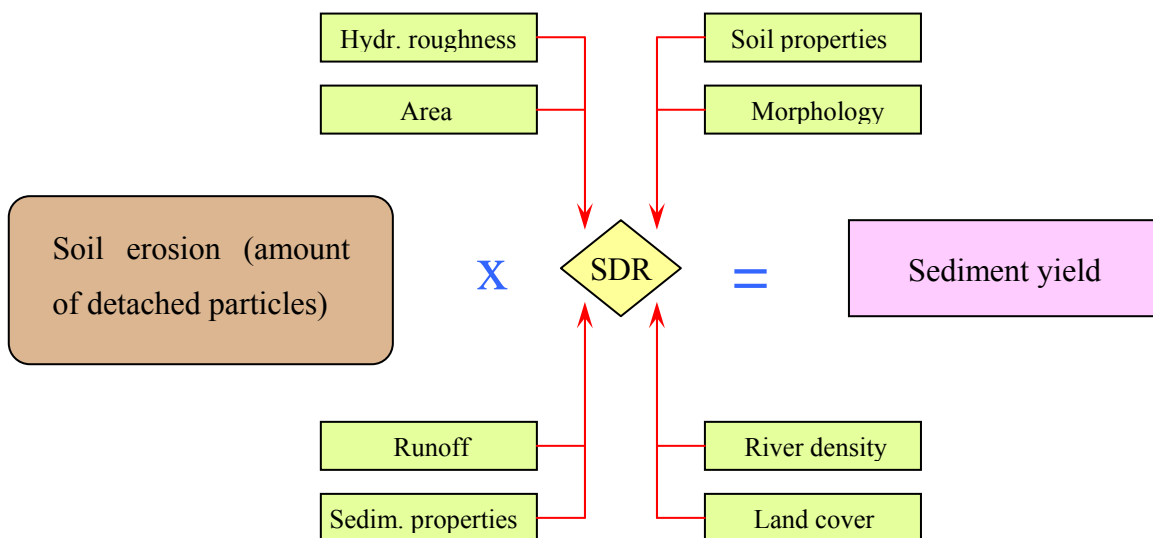 Hydr. roughness
Soil properties
Area
Morphology
Soil erosion (amount
of detached particles)
x
SDR
=
Sediment yield
Runoff
River density
Sedim. properties
Land cover